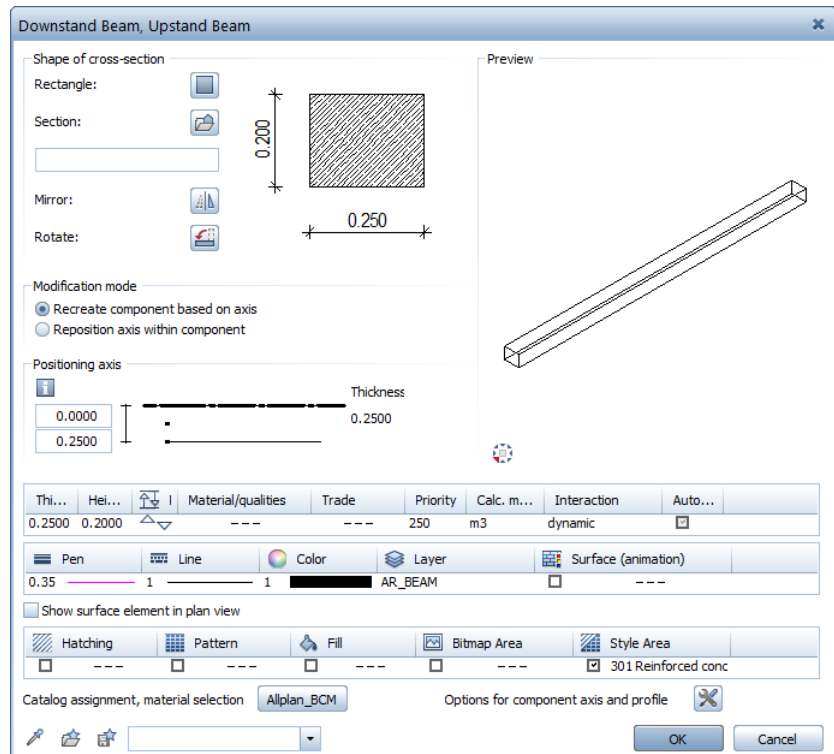 Downstand Beam, Upstand Beam
Shape of cross-section
Rectangle:
Section:
Mirror:
Rotate:
0.200
0.250
Preview
Modification mode
Recreate component based on axis
Reposition axis within component
Positioning axis
Thickness
0.0000
0.2500
0.2500
Thi... Hei... Material/qualities Trade Priority Calc. m... Interaction Auto...
0.2500 0.2000 --- --- 250 m3 dynamic
Pen Line Color Layer Surface (animation)
0.35 1 1 AR_BEAM ---
Show surface element in plan view
Hatching Pattern Fill Bitmap Area Style Area
--- --- --- --- 301 Reinforced conc
Catalog assignment, material selection Allplan_BCM Options for component axis and profile
OK Cancel